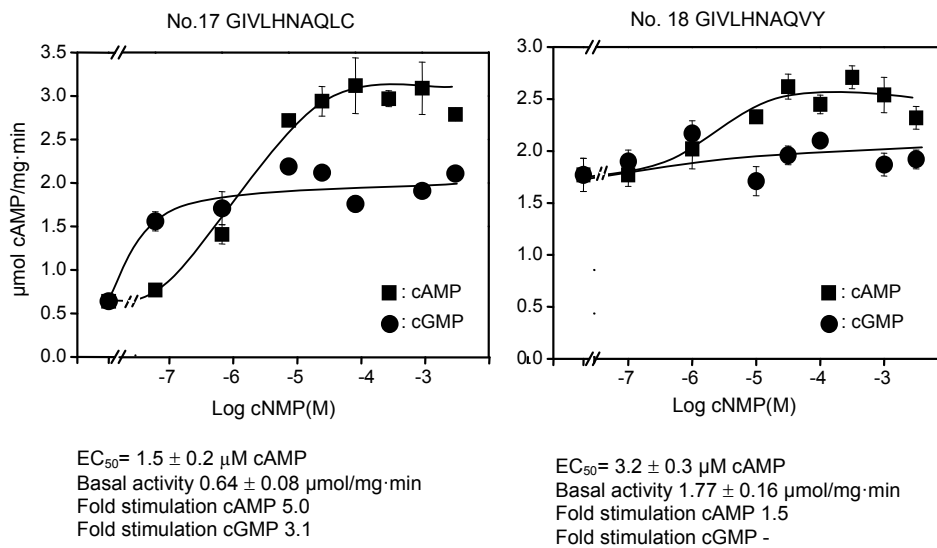 No.17 GIVLHNAQLC
3.5
3.0
2.5
2.0
1.5
1.0
0.5
0.0
μmol cAMP/mg·min
: cAMP
: cGMP
-7 -6 -5 -4 -3
Log cNMP(M)
EC50= 1.5 ± 0.2 μM cAMP
Basal activity 0.64 ± 0.08 μmol/mg·min
Fold stimulation cAMP 5.0
Fold stimulation cGMP 3.1
No. 18 GIVLHNAQVY
3.0
2.5
2.0
1.5
1.0
0.5
0.0
: cAMP
: cGMP
-7 -6 -5 -4 -3
Log cNMP(M)
EC50= 3.2 ± 0.3 μM cAMP
Basal activity 1.77 ± 0.16 μmol/mg·min
Fold stimulation cAMP 1.5
Fold stimulation cGMP -